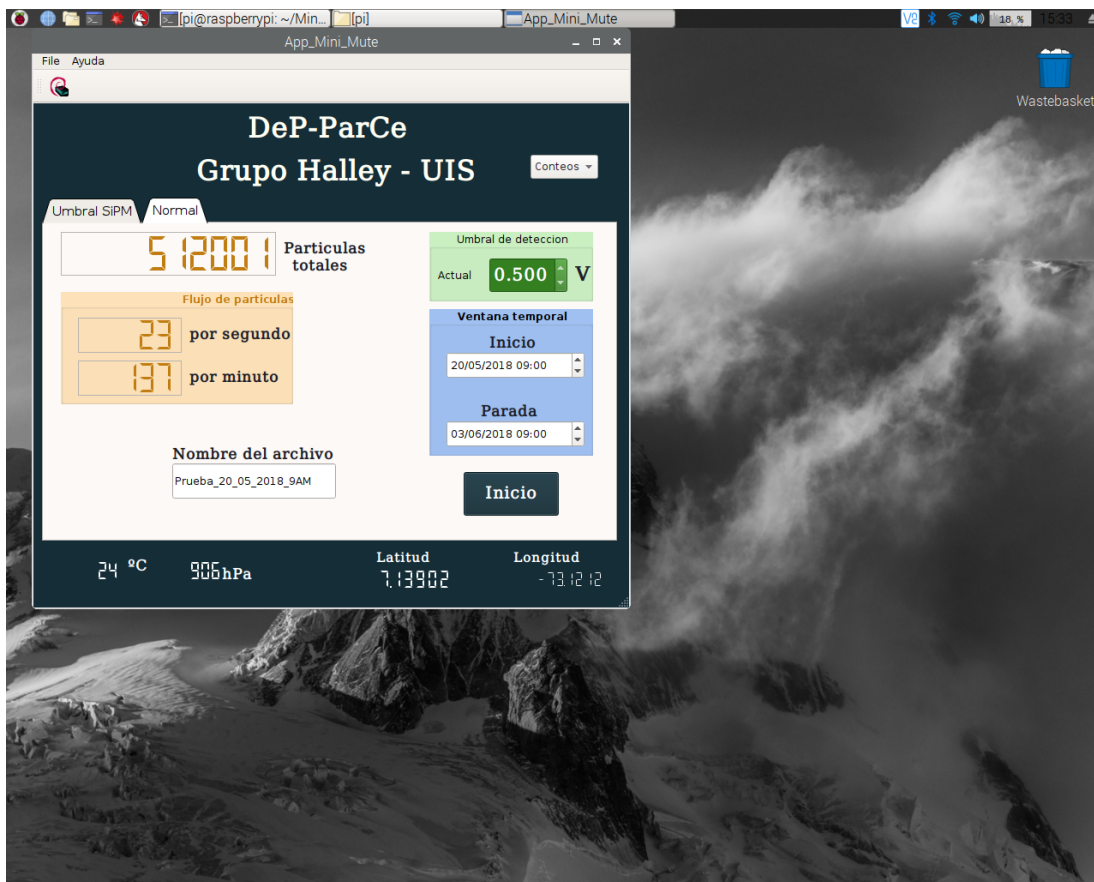 [pi@raspberrypi: ~/Min... [pi] App_Mini_Mute 18 % 15:33
App_Mini_Mute
Wastebasket
File Ayuda
DeP-ParCe
Grupo Halley - UIS
Conteos
Umbral SiPM Normal
512001 Particulas totales
Flujo de particulas
23 por segundo
137 por minuto
Umbral de deteccion
Actual 0.500 V
Ventana temporal
Inicio
20/05/2018 09:00
Parada
03/06/2018 09:00
Nombre del archivo
Prueba_20_05_2018_9AM
Inicio
24 ºC 906 hPa
Latitud
7.13902
Longitud
-73.1212